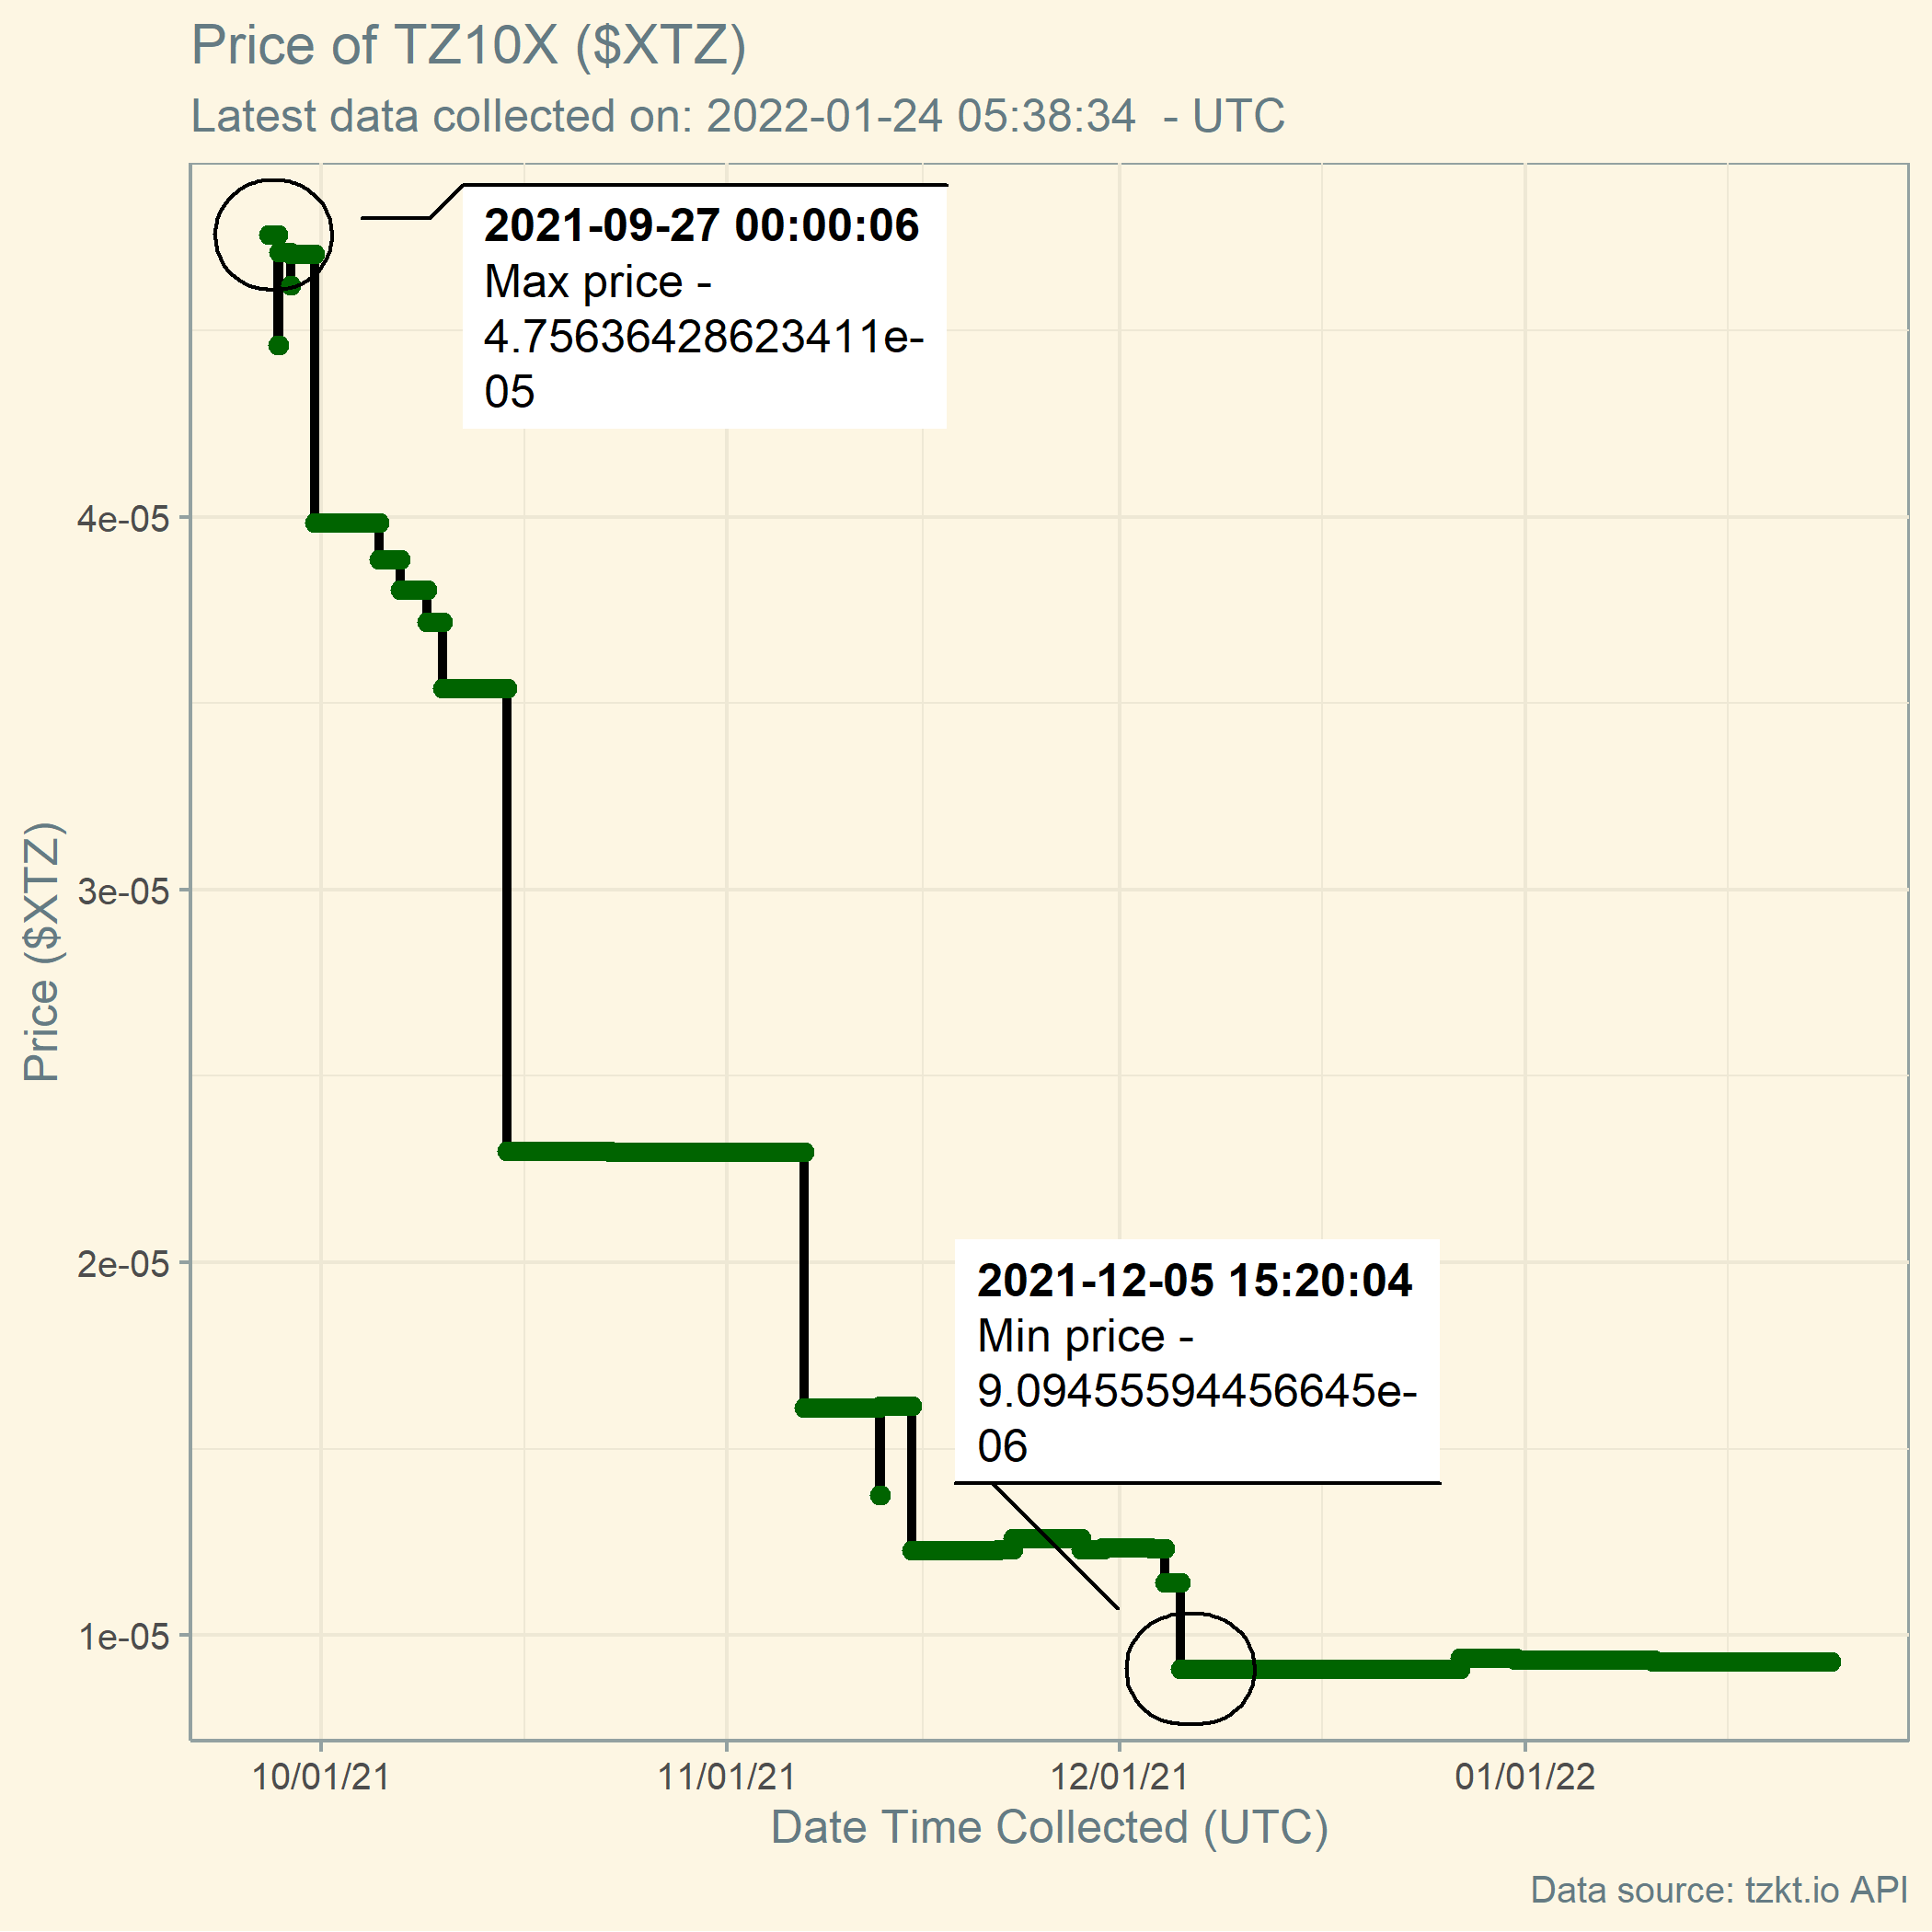 Price of TZ10X ($XTZ)
Latest data collected on: 2022-01-24 05:38:34  - UTC
2021-09-27 00:00:06
Max price -
4.75636428623411e-
05
4e-05
3e-05
2e-05
1e-05
Price ($XTZ)
2021-12-05 15:20:04
Min price -
9.09455594456645e-
06
10/01/21
11/01/21
12/01/21
01/01/22
Date Time Collected (UTC)
Data source: tzkt.io API